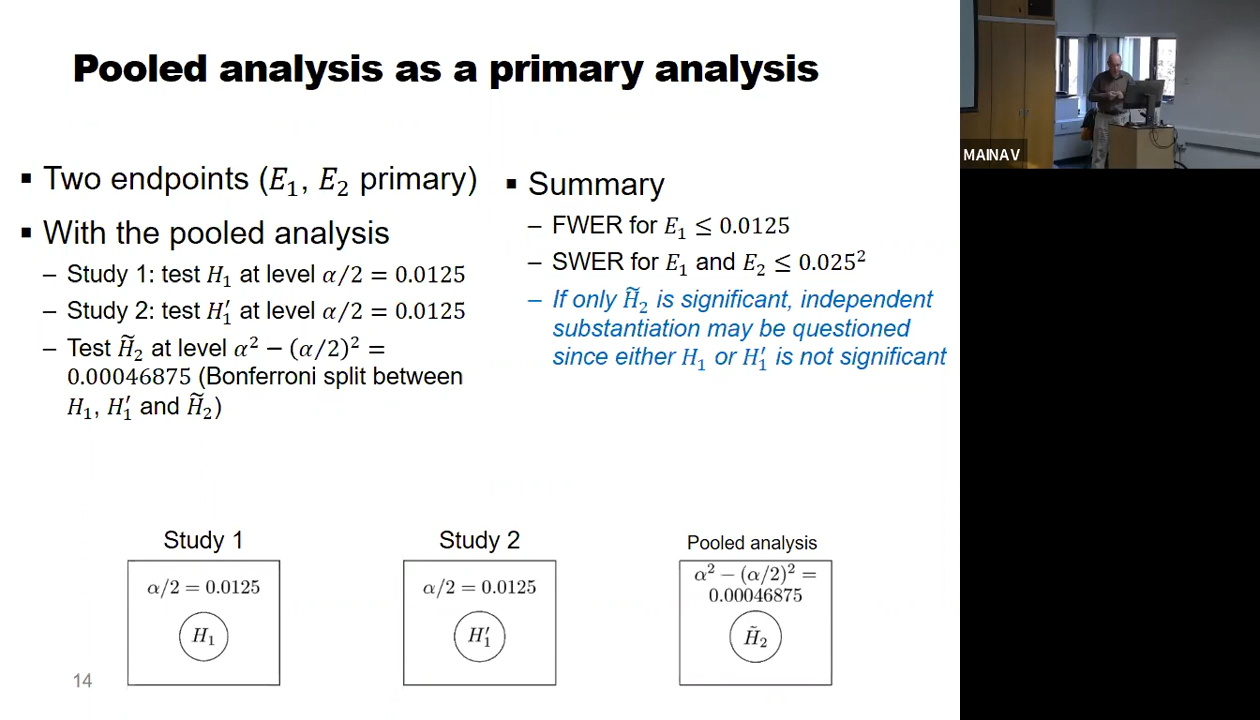 Pooled analysis as a primary analysis
▪ Two endpoints (E₁, E₂ primary)
▪ With the pooled analysis
– Study 1: test H₁ at level α/2 = 0.0125
– Study 2: test H₁′ at level α/2 = 0.0125
– Test H̃₂ at level α² − (α/2)² =
0.00046875 (Bonferroni split between
H₁, H₁′ and H̃₂)
▪ Summary
– FWER for E₁ ≤ 0.0125
– SWER for E₁ and E₂ ≤ 0.025²
– If only H̃₂ is significant, independent
substantiation may be questioned
since either H₁ or H₁′ is not significant
Study 1
α/2 = 0.0125
H₁
Study 2
α/2 = 0.0125
H₁′
Pooled analysis
α² − (α/2)² =
0.00046875
H̃₂
14
MAINAV